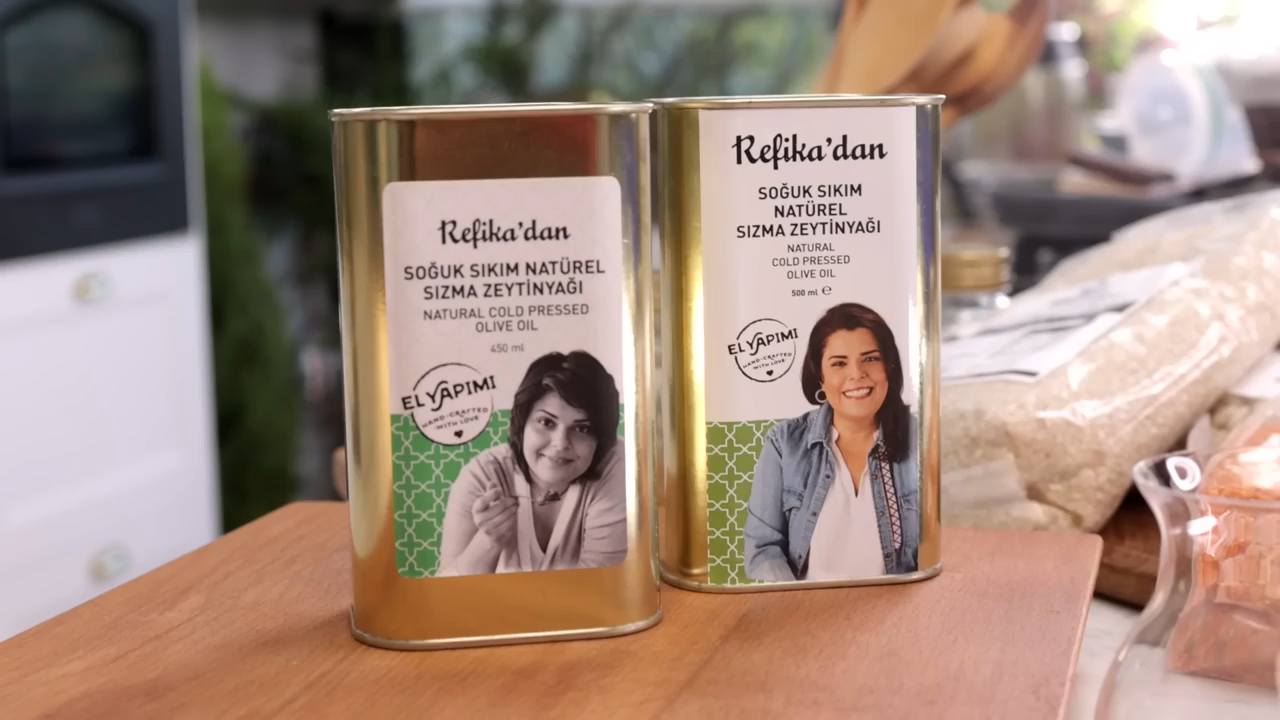 Refika'dan
SOĞUK SIKIM NATÜREL
SIZMA ZEYTİNYAĞI
NATURAL COLD PRESSED
OLIVE OIL
450 ml
EL YAPIMI
HAND-CRAFTED
WITH LOVE
Refika'dan
SOĞUK SIKIM
NATÜREL
SIZMA ZEYTİNYAĞI
NATURAL
COLD PRESSED
OLIVE OIL
500 ml ℮
EL YAPIMI
HAND-CRAFTED
WITH LOVE